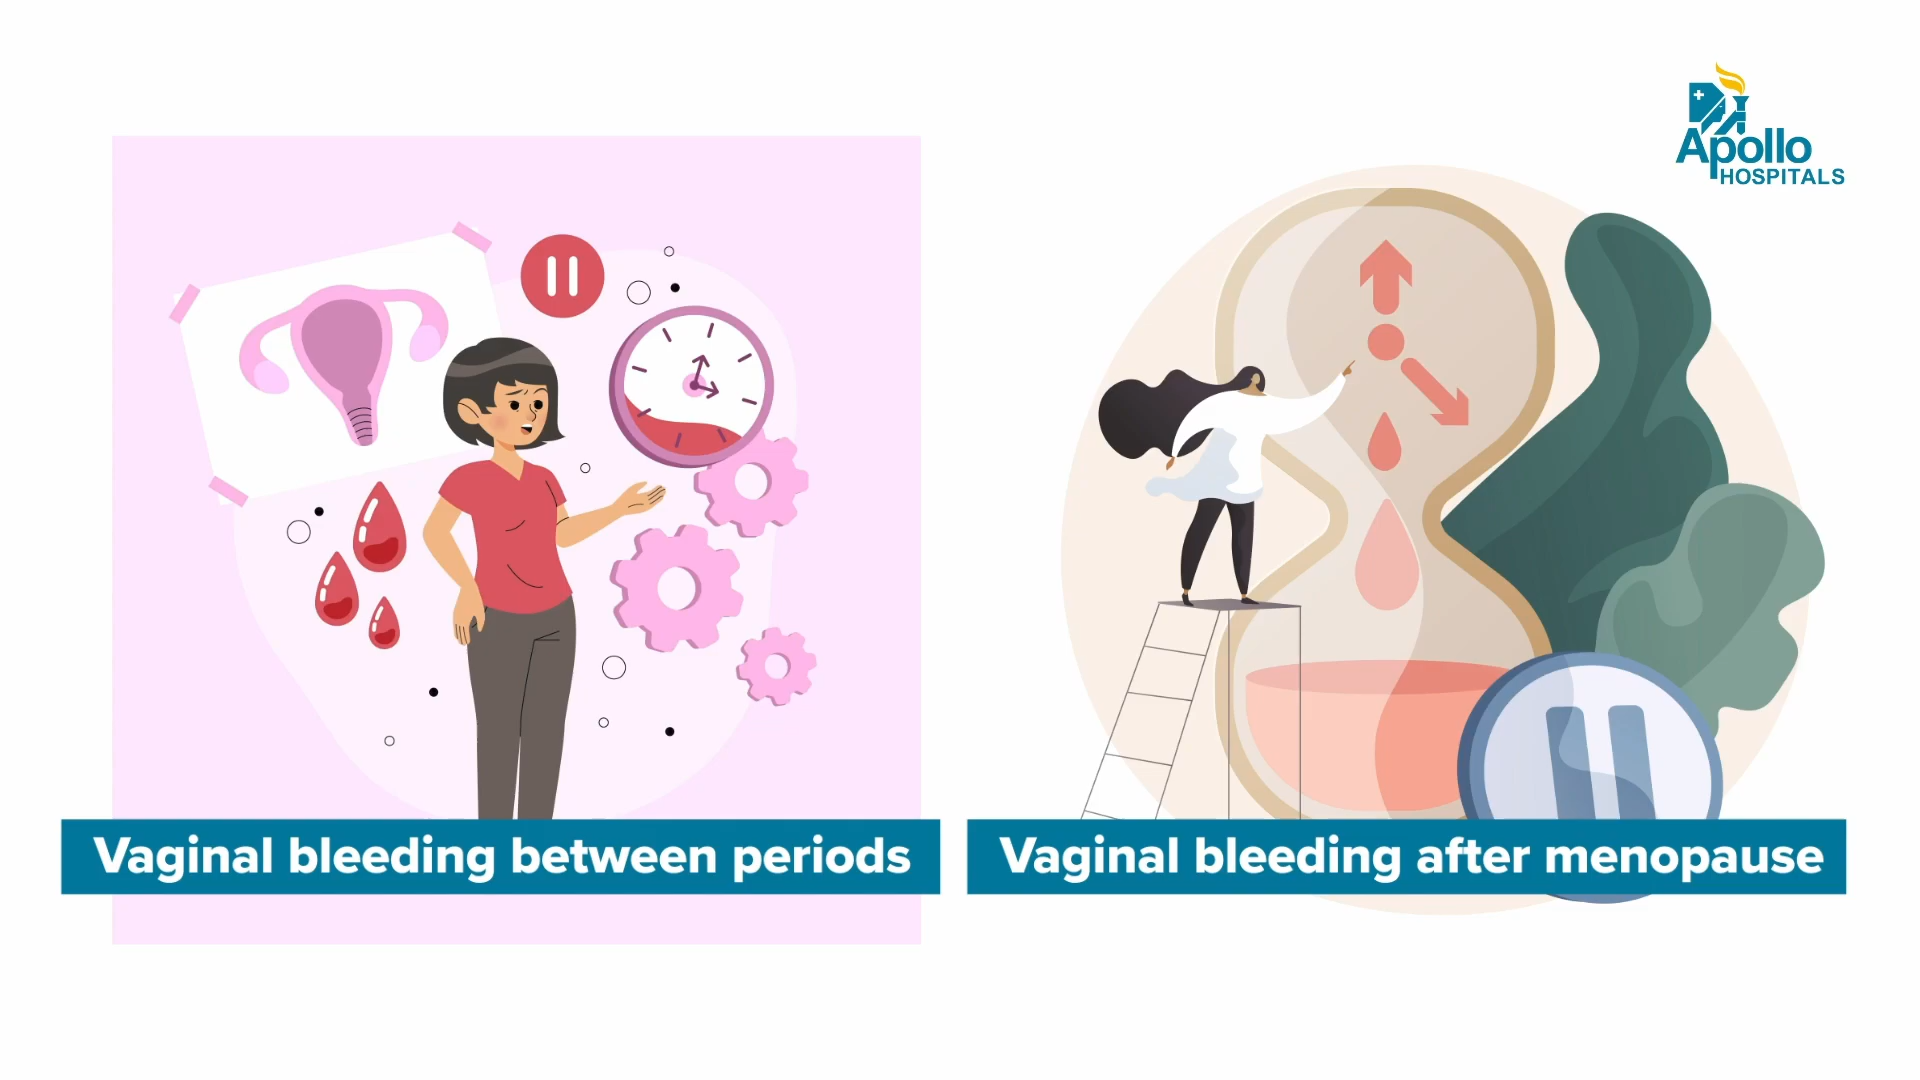 Apollo
HOSPITALS
Vaginal bleeding between periods
Vaginal bleeding after menopause